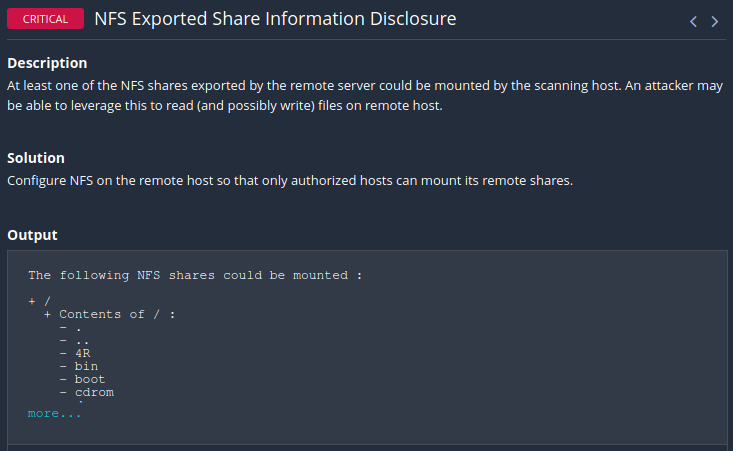 CRITICAL NFS Exported Share Information Disclosure
Description
At least one of the NFS shares exported by the remote server could be mounted by the scanning host. An attacker may
be able to leverage this to read (and possibly write) files on remote host.
Solution
Configure NFS on the remote host so that only authorized hosts can mount its remote shares.
Output
The following NFS shares could be mounted :
+ /
+ Contents of / :
- .
- ..
- 4R
- bin
- boot
- cdrom
more...